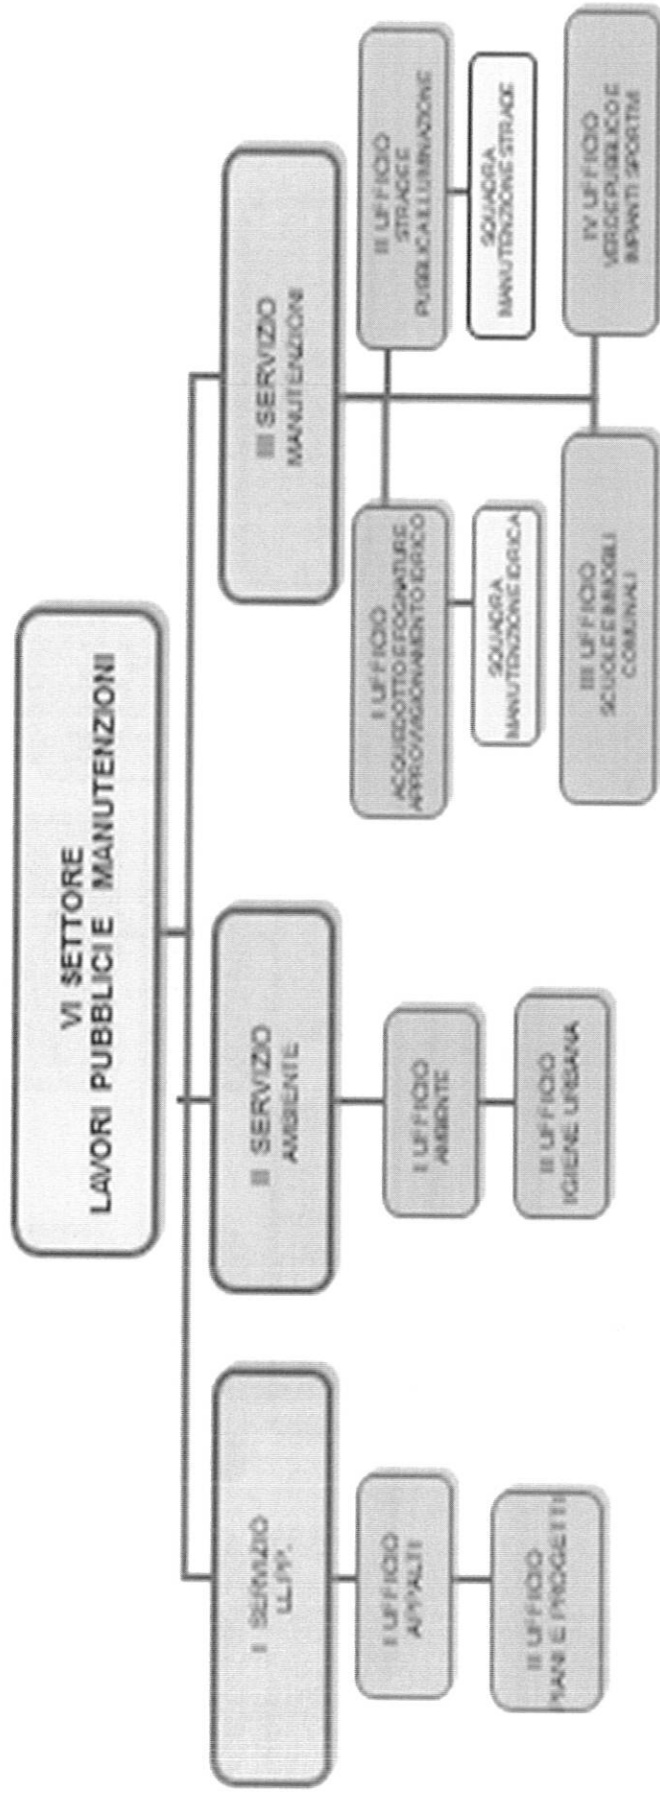 VI SETTORE
LAVORI PUBBLICI E MANUTENZIONI
I SERVIZIO
LL.PP.
I UFFICIO
APPALTI
II UFFICIO
PIANI E PROGETTI
II SERVIZIO
AMBIENTE
I UFFICIO
AMBIENTE
II UFFICIO
IGIENE URBANA
III SERVIZIO
MANUTENZIONI
I UFFICIO
ACQUEDOTTO E FOGNATURE
APPROVVIGIONAMENTO IDRICO
SQUADRA
MANUTENZIONE IDRICA
II UFFICIO
STRADE E
PUBBLICA ILLUMINAZIONE
SQUADRA
MANUTENZIONE STRADE
III UFFICIO
SCUOLE E IMMOBILI
COMUNALI
IV UFFICIO
VERDE PUBBLICO E
IMPIANTI SPORTIVI